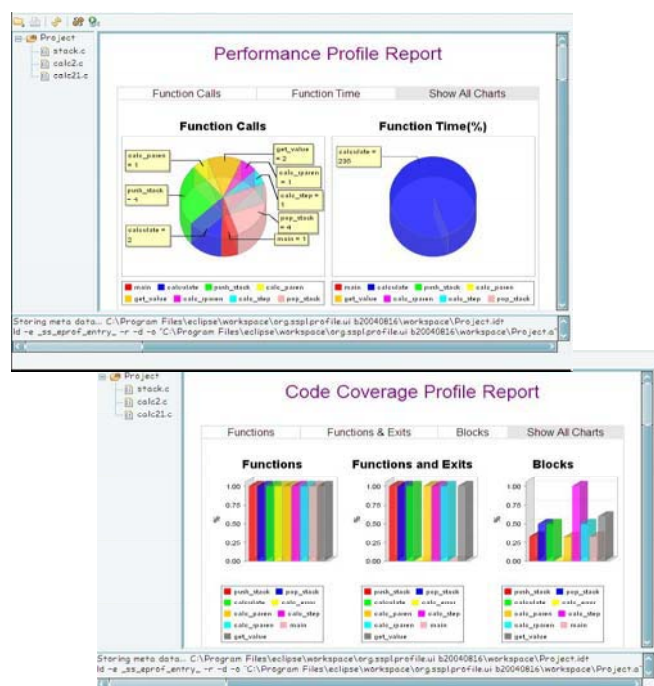 Project
stack.c
calc2.c
calc21.c
Performance Profile Report
Function Calls Function Time Show All Charts
Function Calls
calc_paren = 1
push_stack = 4
calculate = 2
get_value = 2
calc_rparen = 1
calc_step = 1
pop_stack = 4
main = 1
main calculate push_stack calc_paren
get_value calc_rparen calc_step pop_stack
Function Time(%)
calculate = 235
main calculate push_stack calc_paren
get_value calc_rparen calc_step pop_stack
Storing meta data... C:\Program Files\eclipse\workspace\org.sspl.profile.ui b20040816\workspace\Project.idt
ld -e _ss_eprof_entry_ -r -d -o "C:\Program Files\eclipse\workspace\org.sspl.profile.ui b20040816\workspace\Project.a"
Project
stack.c
calc2.c
calc21.c
Code Coverage Profile Report
Functions Functions & Exits Blocks Show All Charts
Functions
%
1.00
0.75
0.50
0.25
0.00
push_stack pop_stack
calculate calc_error
calc_paren calc_step
calc_rparen main
get_value
Functions and Exits
%
1.00
0.75
0.50
0.25
0.00
push_stack pop_stack
calculate calc_error
calc_paren calc_step
calc_rparen main
get_value
Blocks
%
1.00
0.75
0.50
0.25
0.00
push_stack pop_stack
calculate calc_error
calc_paren calc_step
calc_rparen main
get_value
Storing meta data... C:\Program Files\eclipse\workspace\org.sspl.profile.ui b20040816\workspace\Project.idt
ld -e _ss_eprof_entry_ -r -d -o "C:\Program Files\eclipse\workspace\org.sspl.profile.ui b20040816\workspace\Project.a"